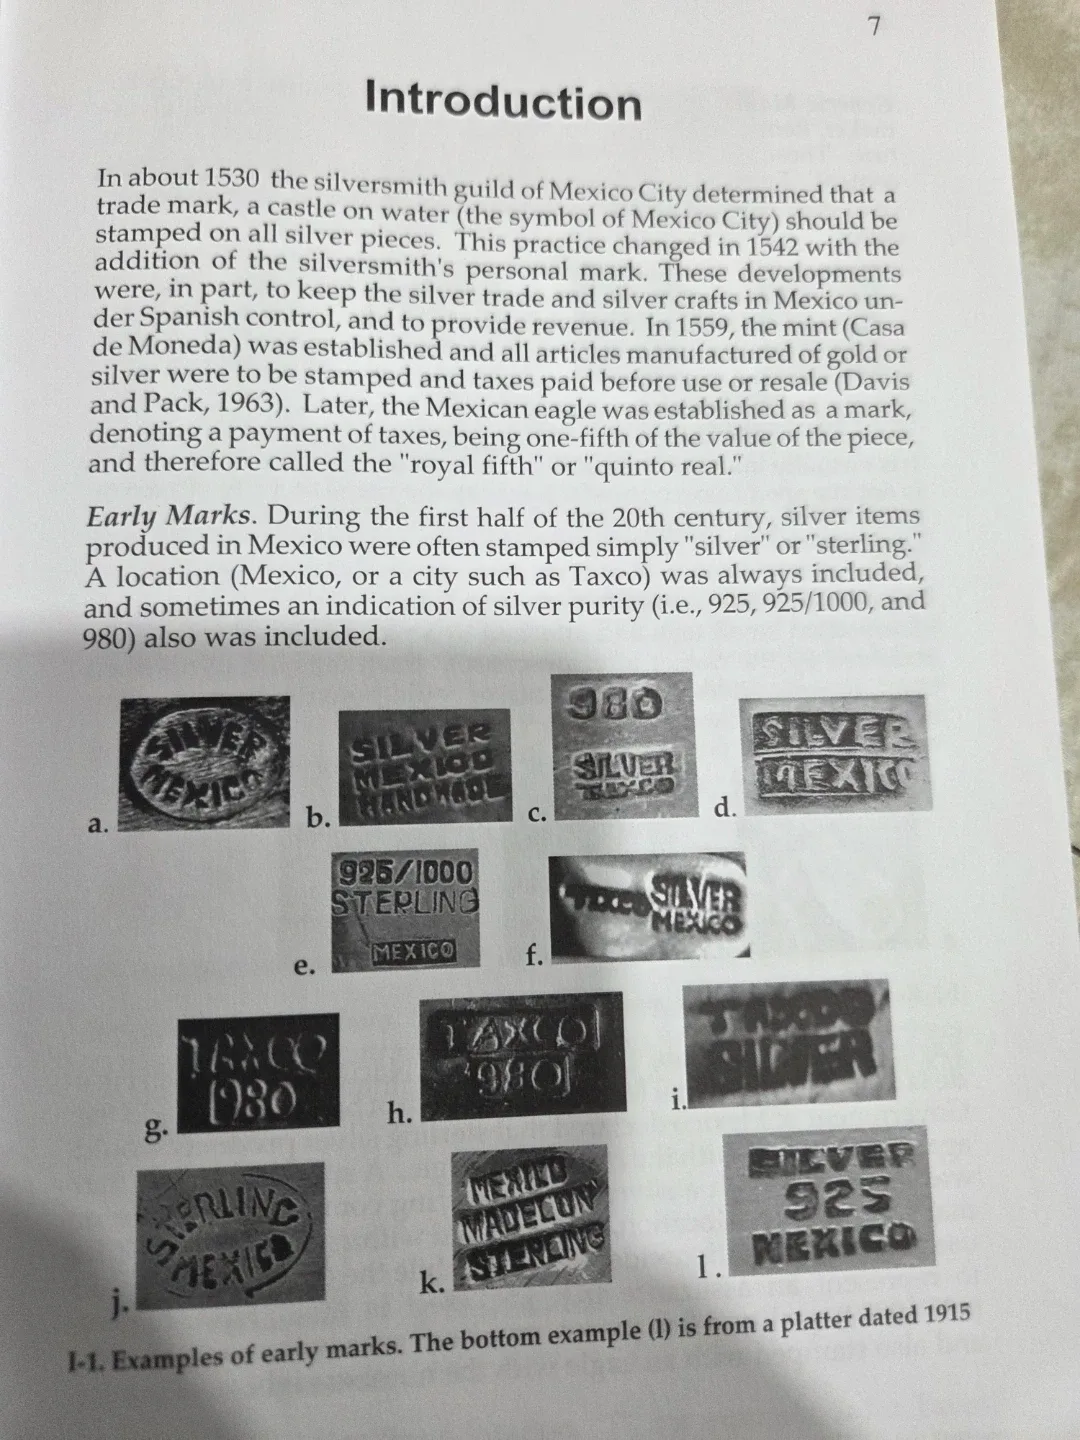 7
Introduction
In about 1530 the silversmith guild of Mexico City determined that a
trade mark, a castle on water (the symbol of Mexico City) should be
stamped on all silver pieces. This practice changed in 1542 with the
addition of the silversmith's personal mark. These developments
were, in part, to keep the silver trade and silver crafts in Mexico un-
der Spanish control, and to provide revenue. In 1559, the mint (Casa
de Moneda) was established and all articles manufactured of gold or
silver were to be stamped and taxes paid before use or resale (Davis
and Pack, 1963). Later, the Mexican eagle was established as a mark,
denoting a payment of taxes, being one-fifth of the value of the piece,
and therefore called the "royal fifth" or "quinto real."
Early Marks. During the first half of the 20th century, silver items
produced in Mexico were often stamped simply "silver" or "sterling."
A location (Mexico, or a city such as Taxco) was always included,
and sometimes an indication of silver purity (i.e., 925, 925/1000, and
980) also was included.
a.
SILVER
MEXICO
b.
SILVER
MEXICO
HANDMADE
c.
980
SILVER
TAXCO
d.
SILVER
MEXICO
e.
925/1000
STERLING
MEXICO
f.
TAXCO SILVER
MEXICO
g.
TAXCO
980
h.
TAXCO
980
i.
TAXCO
SILVER
j.
STERLING
MEXICO
k.
MEXICO
STERLING
l.
SILVER
925
MEXICO
I-1. Examples of early marks. The bottom example (l) is from a platter dated 1915